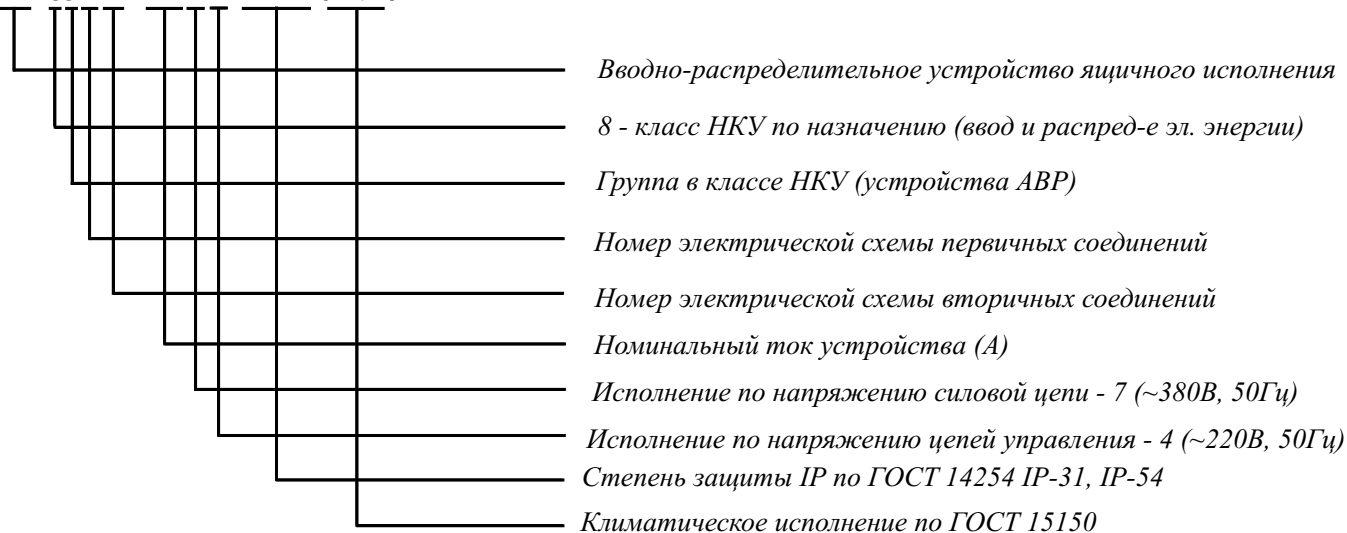 Вводно-распределительное устройство ящичного исполнения
8 - класс НКУ по назначению (ввод и распред-е эл. энергии)
Группа в классе НКУ (устройства АВР)
Номер электрической схемы первичных соединений
Номер электрической схемы вторичных соединений
Номинальный ток устройства (А)
Исполнение по напряжению силовой цепи - 7 (~380В, 50Гц)
Исполнение по напряжению цепей управления - 4 (~220В, 50Гц)
Степень защиты IP по ГОСТ 14254 IP-31, IP-54
Климатическое исполнение по ГОСТ 15150